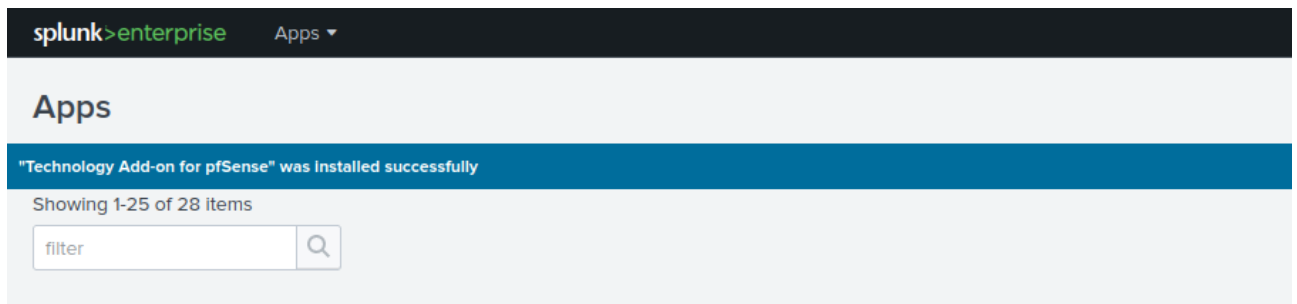 splunk>enterprise Apps
Apps
"Technology Add-on for pfSense" was installed successfully
Showing 1-25 of 28 items
filter